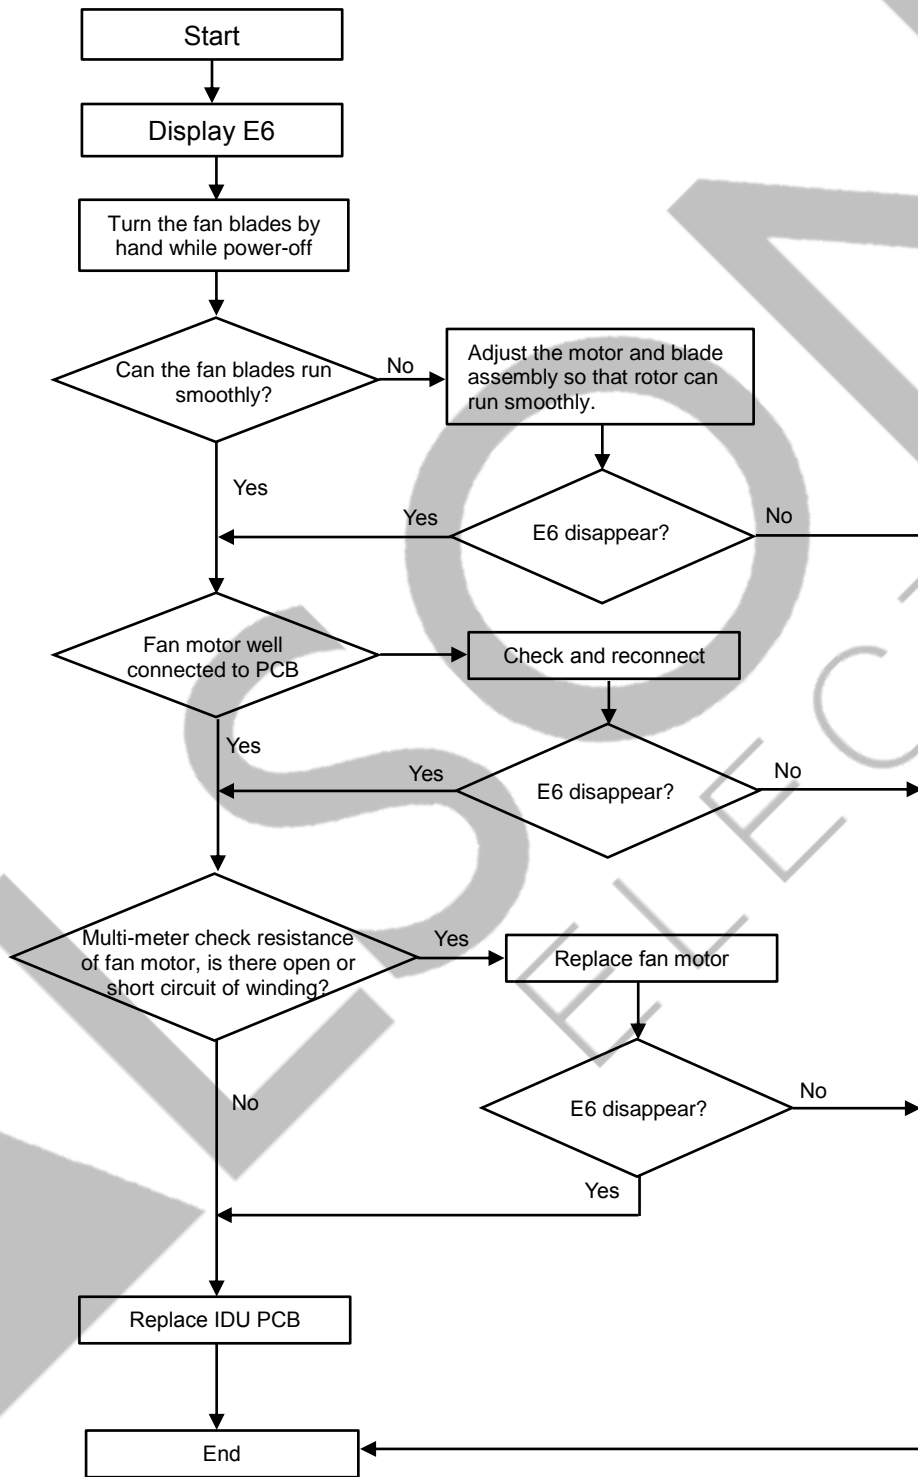 Start
Display E6
Turn the fan blades by
hand while power-off
Can the fan blades run
smoothly?
No
Adjust the motor and blade
assembly so that rotor can
run smoothly.
Yes
Yes
E6 disappear?
No
Fan motor well
connected to PCB
Check and reconnect
Yes
Yes
E6 disappear?
No
Multi-meter check resistance
of fan motor, is there open or
short circuit of winding?
Yes
Replace fan motor
No
E6 disappear?
No
Yes
Replace IDU PCB
End